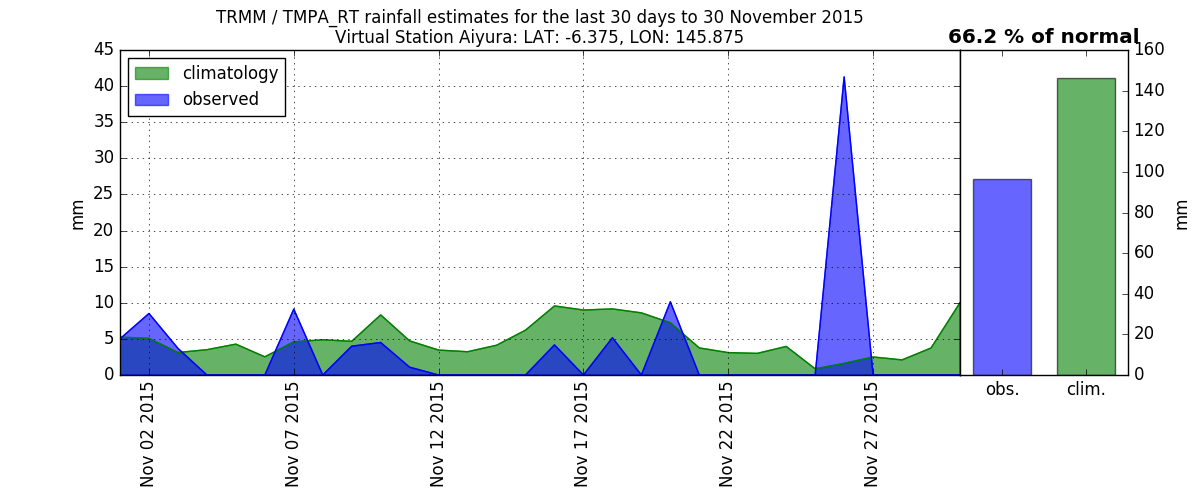 TRMM / TMPA_RT rainfall estimates for the last 30 days to 30 November 2015
Virtual Station Aiyura: LAT: -6.375, LON: 145.875
66.2 % of normal
climatology
observed
45
40
35
30
25
20
15
10
5
0
mm
Nov 02 2015
Nov 07 2015
Nov 12 2015
Nov 17 2015
Nov 22 2015
Nov 27 2015
160
140
120
100
80
60
40
20
0
mm
obs.
clim.